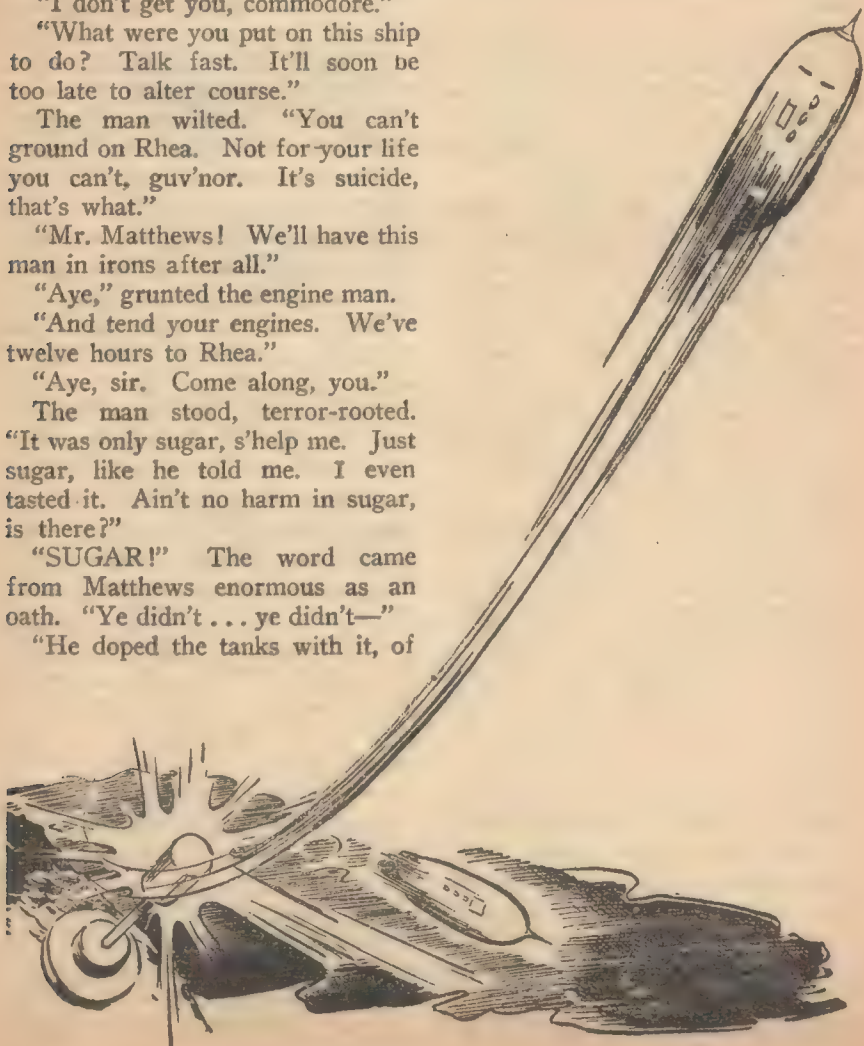 "I don't get you, commodore."
"What were you put on this ship
to do? Talk fast. It'll soon be
too late to alter course."
The man wilted. "You can't
ground on Rhea. Not for your life
you can't, guv'nor. It's suicide,
that's what."
"Mr. Matthews! We'll have this
man in irons after all."
"Aye," grunted the engine man.
"And tend your engines. We've
twelve hours to Rhea."
"Aye, sir. Come along, you."
The man stood, terror-rooted.
"It was only sugar, s'help me. Just
sugar, like he told me. I even
tasted it. Ain't no harm in sugar,
is there?"
"SUGAR!" The word came
from Matthews enormous as an
oath. "Ye didn't . . . ye didn't—"
"He doped the tanks with it, of